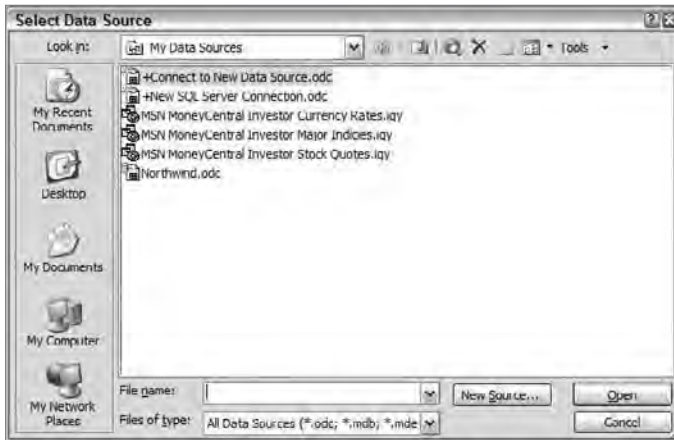 Select Data Source
Look in:
My Data Sources
Tools
+Connect to New Data Source.odc
+New SQL Server Connection.odc
MSN MoneyCentral Investor Currency Rates.iqy
MSN MoneyCentral Investor Major Indicies.iqy
MSN MoneyCentral Investor Stock Quotes.iqy
Northwind.odc
My Recent
Documents
Desktop
My Documents
My Computer
My Network
Places
File name:
New Source...
Open
Files of type:
All Data Sources (*.odc; *.mdb; *.mde
Cancel